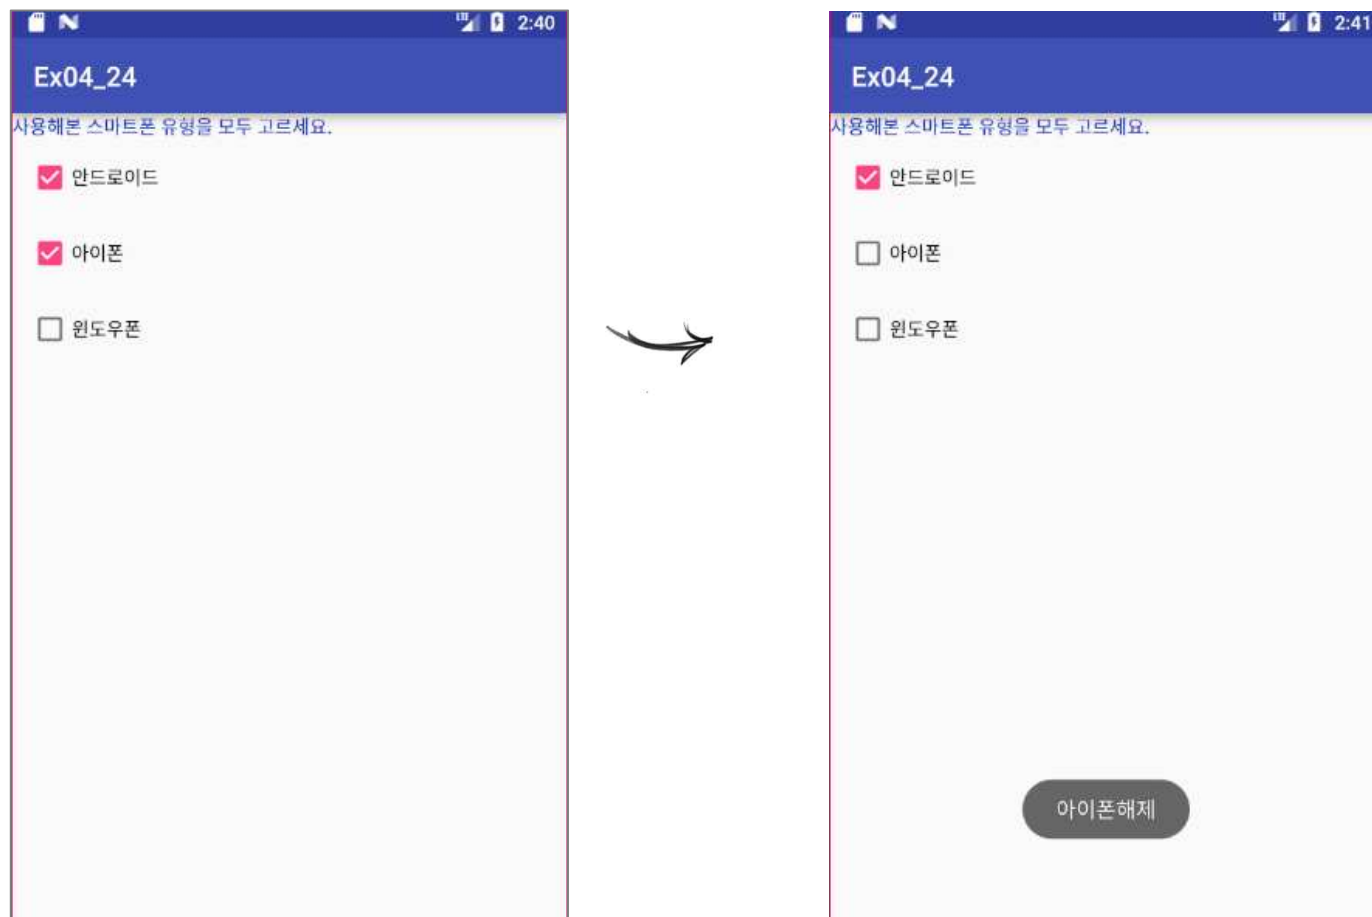 2:40
Ex04_24
사용해본 스마트폰 유형을 모두 고르세요.
안드로이드
아이폰
윈도우폰
2:41
Ex04_24
사용해본 스마트폰 유형을 모두 고르세요.
안드로이드
아이폰
윈도우폰
아이폰해제